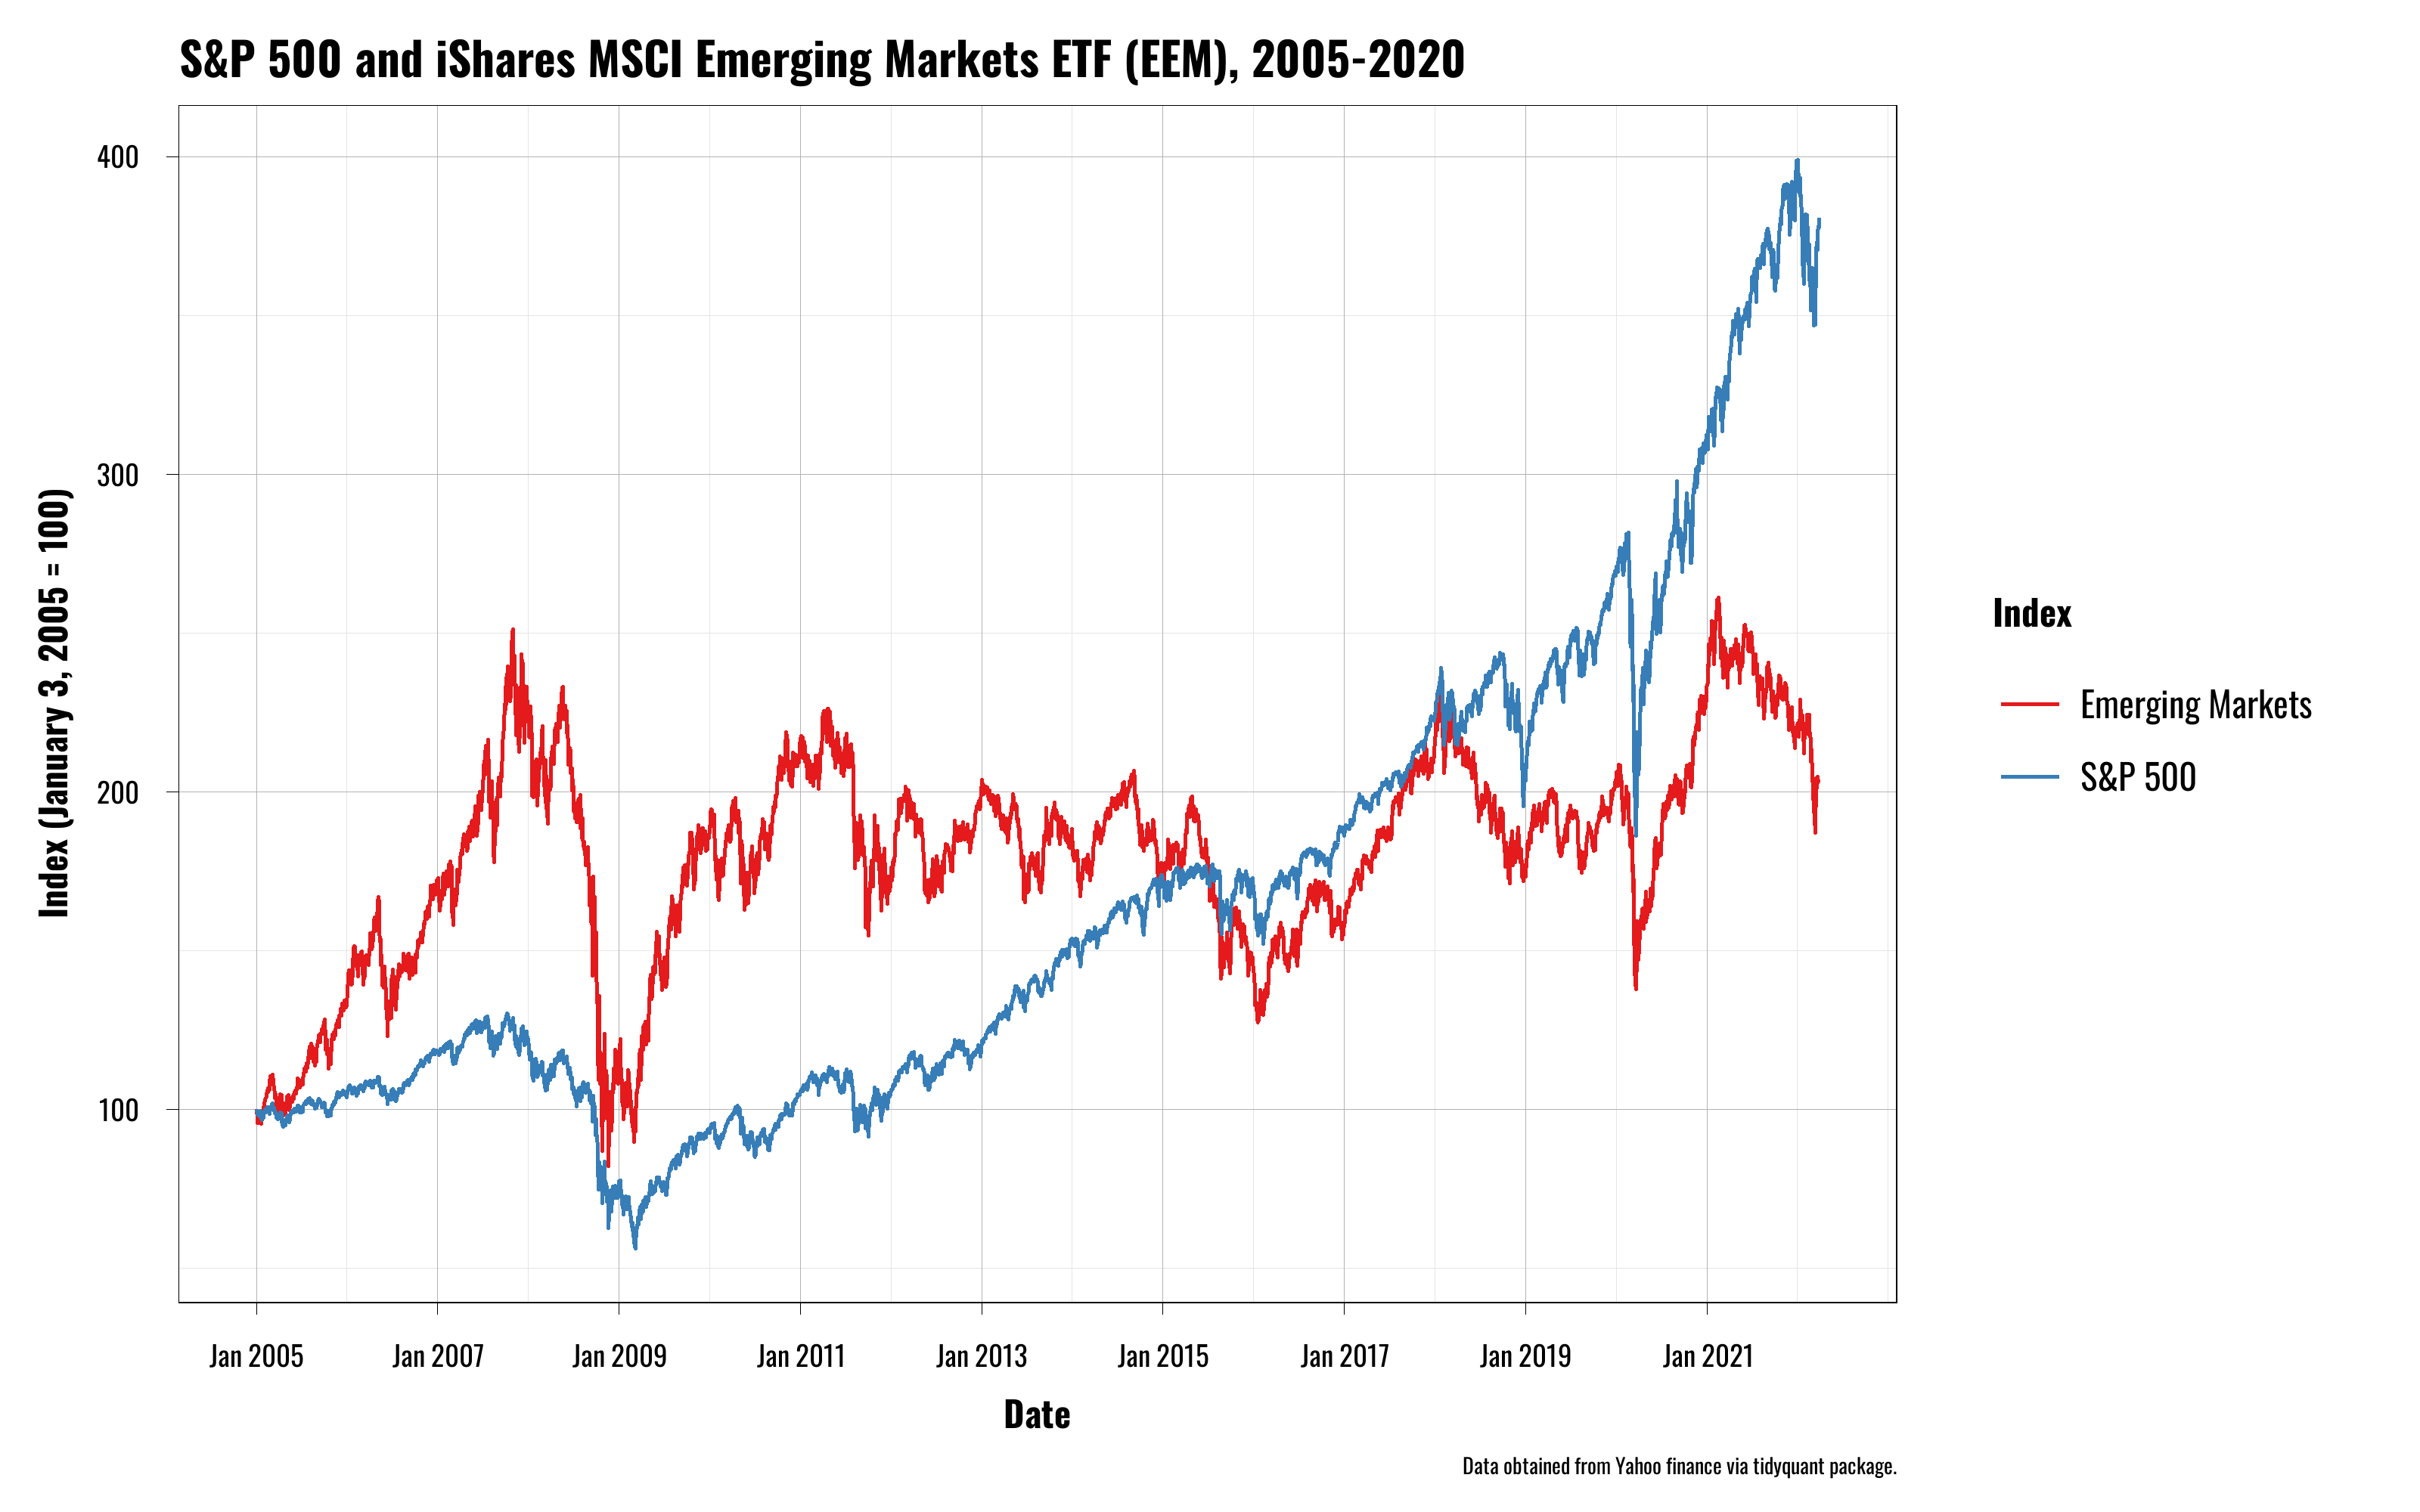 S&P 500 and iShares MSCI Emerging Markets ETF (EEM), 2005-2020
Index (January 3, 2005 = 100)
400
300
200
100
Jan 2005
Jan 2007
Jan 2009
Jan 2011
Jan 2013
Jan 2015
Jan 2017
Jan 2019
Jan 2021
Date
Index
Emerging Markets
S&P 500
Data obtained from Yahoo finance via tidyquant package.